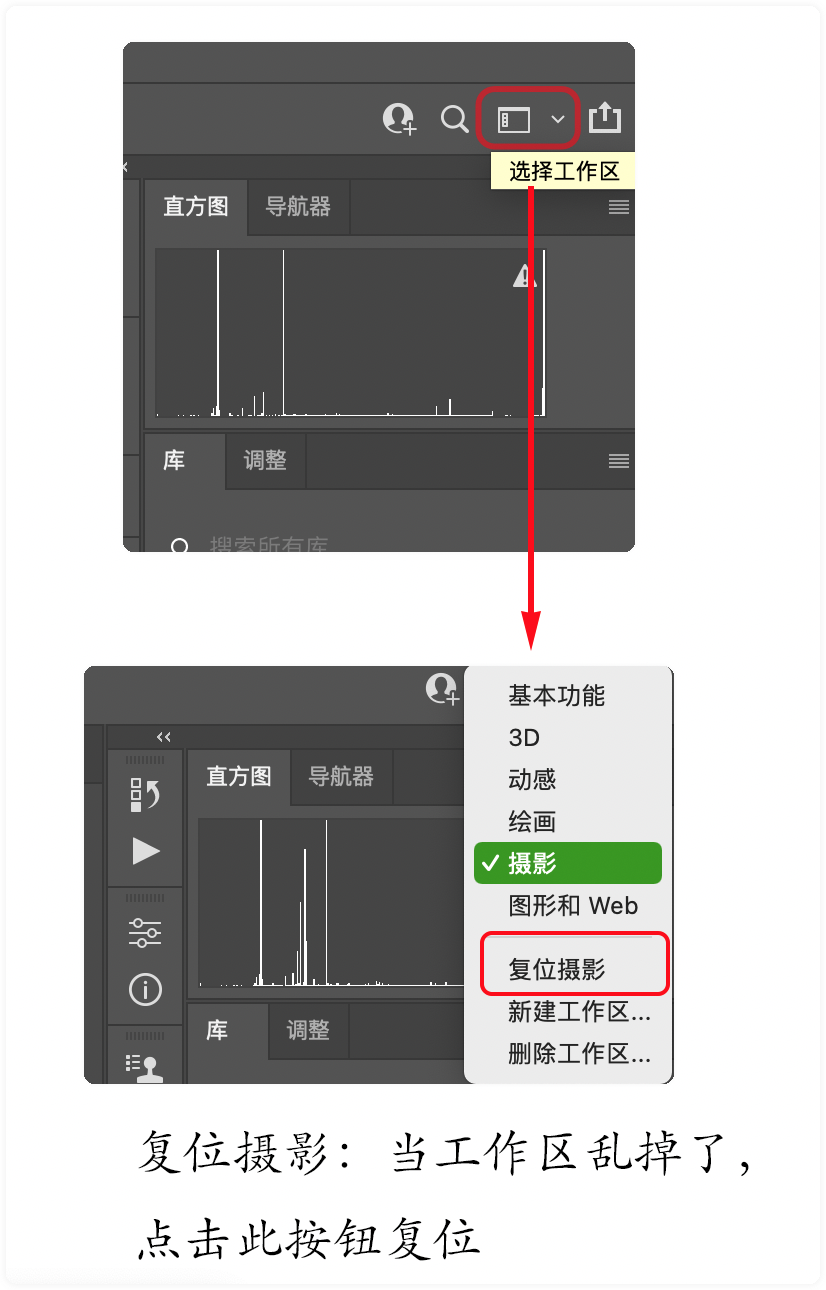 选择工作区
直方图 导航器
库 调整
搜索所有库
基本功能
3D
动感
绘画
摄影
图形和 Web
复位摄影
新建工作区...
删除工作区...
直方图 导航器
库 调整
复位摄影：当工作区乱掉了，
点击此按钮复位